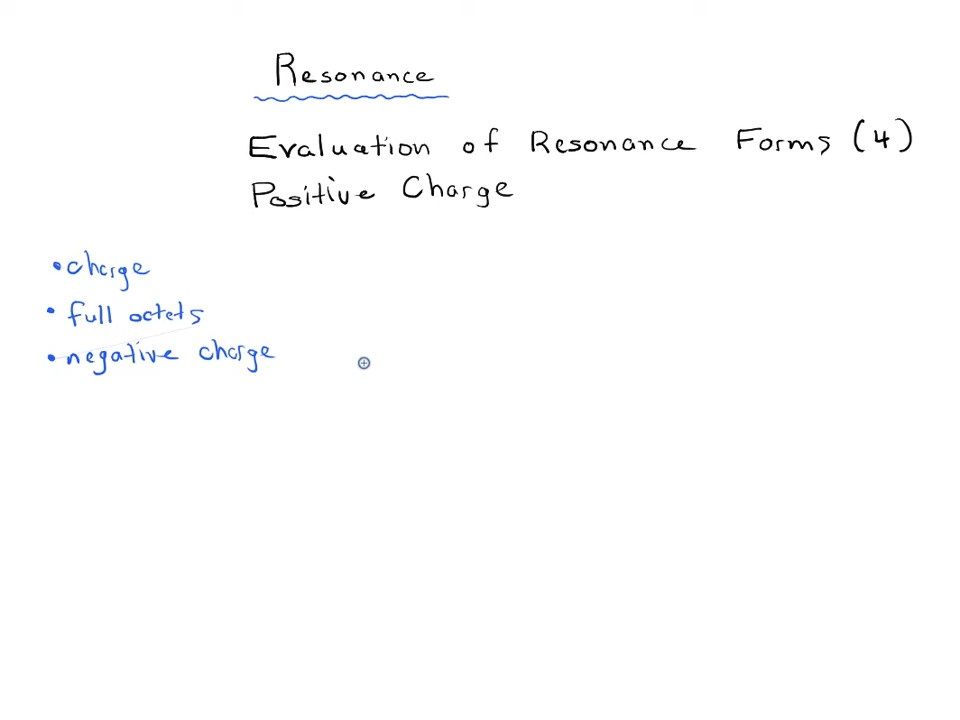 Resonance
Evaluation of Resonance Forms (4)
Positive Charge
• charge
• full octets
• negative charge